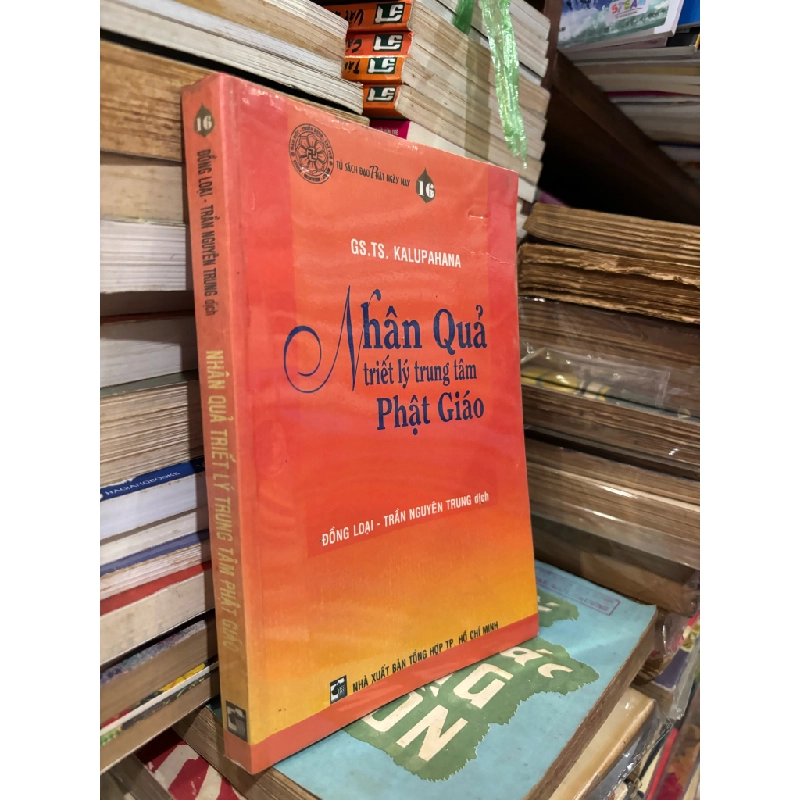 16
TỦ SÁCH ĐẠO PHẬT NGÀY NAY
16
GS.TS. KALUPAHANA
Nhân Quả
triết lý trung tâm
Phật Giáo
ĐỒNG LOẠI - TRẦN NGUYÊN TRUNG dịch
NHÀ XUẤT BẢN TỔNG HỢP TP. HỒ CHÍ MINH
ĐỒNG LOẠI - TRẦN NGUYÊN TRUNG dịch
NHÂN QUẢ TRIẾT LÝ TRUNG TÂM PHẬT GIÁO